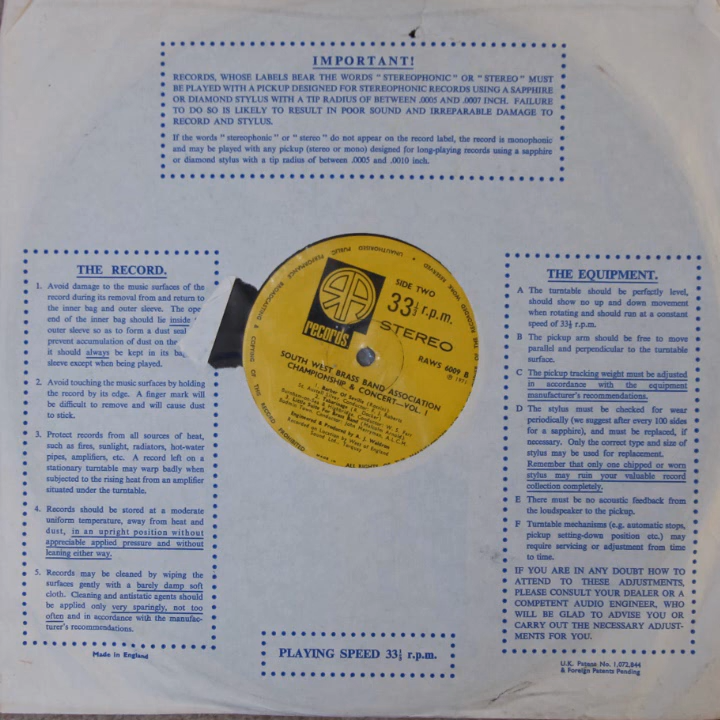 IMPORTANT!
RECORDS, WHOSE LABELS BEAR THE WORDS "STEREOPHONIC" OR "STEREO" MUST
BE PLAYED WITH A PICKUP DESIGNED FOR STEREOPHONIC RECORDS USING A SAPPHIRE
OR DIAMOND STYLUS WITH A TIP RADIUS OF BETWEEN .0005 AND .0007 INCH. FAILURE
TO DO SO IS LIKELY TO RESULT IN POOR SOUND AND IRREPARABLE DAMAGE TO
RECORD AND STYLUS.
If the words "stereophonic" or "stereo" do not appear on the record label, the record is monophonic
and may be played with any pickup (stereo or mono) designed for long-playing records using a sapphire
or diamond stylus with a tip radius of between .0005 and .0010 inch.
THE RECORD.
1. Avoid damage to the music surfaces of the
record during its removal from and return to
the inner bag and outer sleeve. The ope
end of the inner bag should be inside
outer sleeve so as to form a dust seal
prevent accumulation of dust on the
it should always be kept in its ba
sleeve except when being played.
2. Avoid touching the music surfaces by holding
the record by its edge. A finger mark will
be difficult to remove and will cause dust
to stick.
3. Protect records from all sources of heat,
such as fires, sunlight, radiators, hot-water
pipes, amplifiers, etc. A record left on a
stationary turntable may warp badly when
subjected to the rising heat from an amplifier
situated under the turntable.
4. Records should be stored at a moderate
uniform temperature, away from heat and
dust, in an upright position without
appreciable applied pressure and without
leaning either way.
5. Records may be cleaned by wiping the
surfaces gently with a barely damp soft
cloth. Cleaning and antistatic agents should
be applied only very sparingly, not too
often and in accordance with the manufac-
turer's recommendations.
Made in England
records
SIDE TWO
33⅓ r.p.m.
STEREO
RAWS 6009 B
℗ 1971
SOUTH WEST BRASS BAND ASSOCIATION
CHAMPIONSHIP & CONCERT—VOL. 1
1. Barber Of Seville (Rossini)
Engineered & Produced by A. J. Waldron
Sound Ltd., Torquay
THE EQUIPMENT.
A The turntable should be perfectly level,
should show no up and down movement
when rotating and should run at a constant
speed of 33⅓ r.p.m.
B The pickup arm should be free to move
parallel and perpendicular to the turntable
surface.
C The pickup tracking weight must be adjusted
in accordance with the equipment
manufacturer's recommendations.
D The stylus must be checked for wear
periodically (we suggest after every 100 sides
for a sapphire), and must be replaced, if
necessary. Only the correct type and size of
stylus may be used for replacement.
Remember that only one chipped or worn
stylus may ruin your valuable record
collection completely.
E There must be no acoustic feedback from
the loudspeaker to the pickup.
F Turntable mechanisms (e.g. automatic stops,
pickup setting-down position etc.) may
require servicing or adjustment from time
to time.
IF YOU ARE IN ANY DOUBT HOW TO
ATTEND TO THESE ADJUSTMENTS,
PLEASE CONSULT YOUR DEALER OR A
COMPETENT AUDIO ENGINEER, WHO
WILL BE GLAD TO ADVISE YOU OR
CARRY OUT THE NECESSARY ADJUST-
MENTS FOR YOU.
U.K. Patent No. 1,072,844
& Foreign Patents Pending
PLAYING SPEED 33⅓ r.p.m.